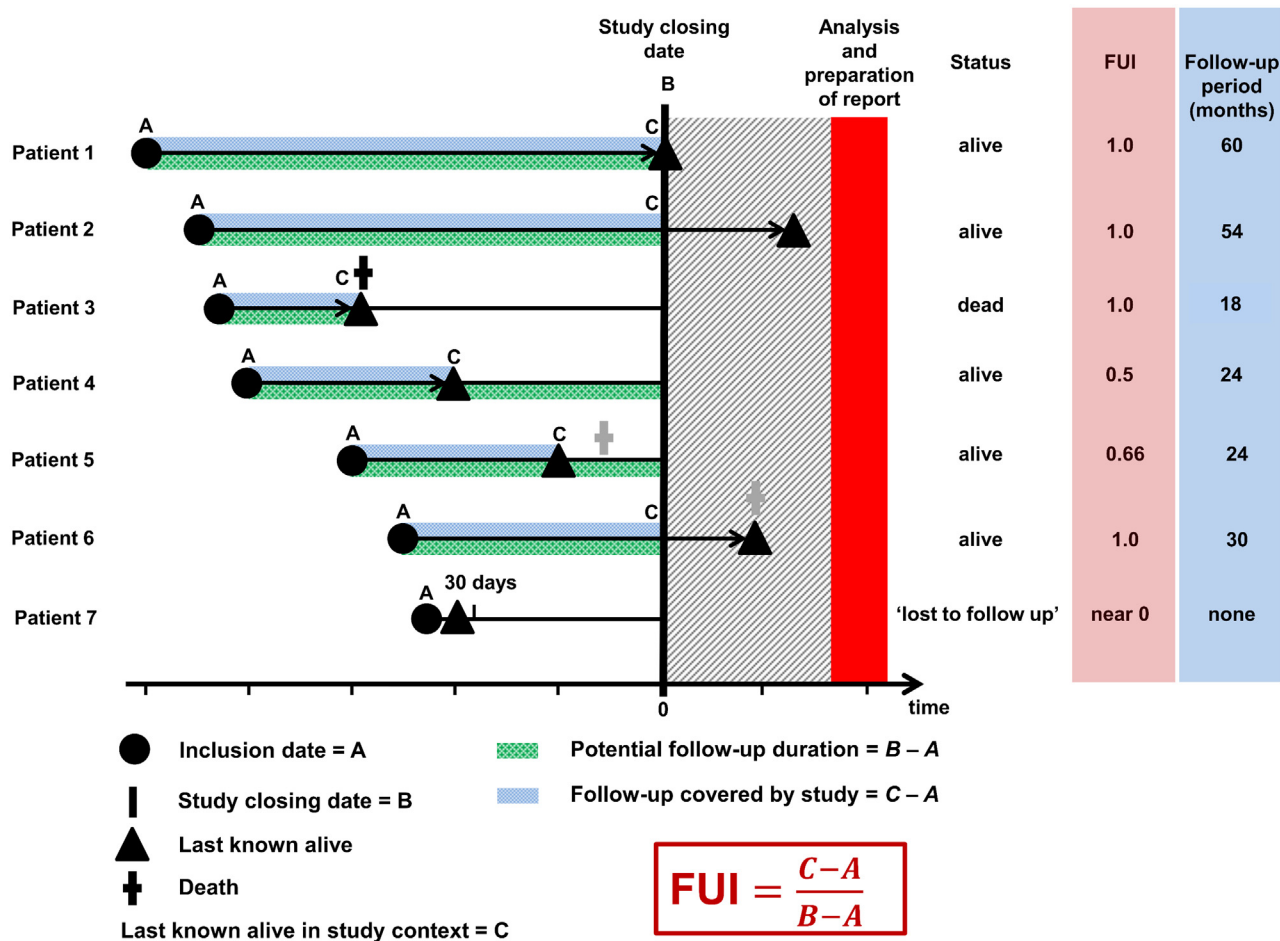 Study closing
date
B
Analysis
and
preparation
of report
Status
FUI
Follow-up
period
(months)
Patient 1
A
C
alive
1.0
60
Patient 2
A
C
alive
1.0
54
Patient 3
A
C
dead
1.0
18
Patient 4
A
C
alive
0.5
24
Patient 5
A
C
alive
0.66
24
Patient 6
A
C
alive
1.0
30
Patient 7
A
30 days
‘lost to follow up’
near 0
none
0
time
Inclusion date = A
Study closing date = B
Last known alive
Death
Last known alive in study context = C
Potential follow-up duration = B – A
Follow-up covered by study = C – A
FUI = C–A
B–A